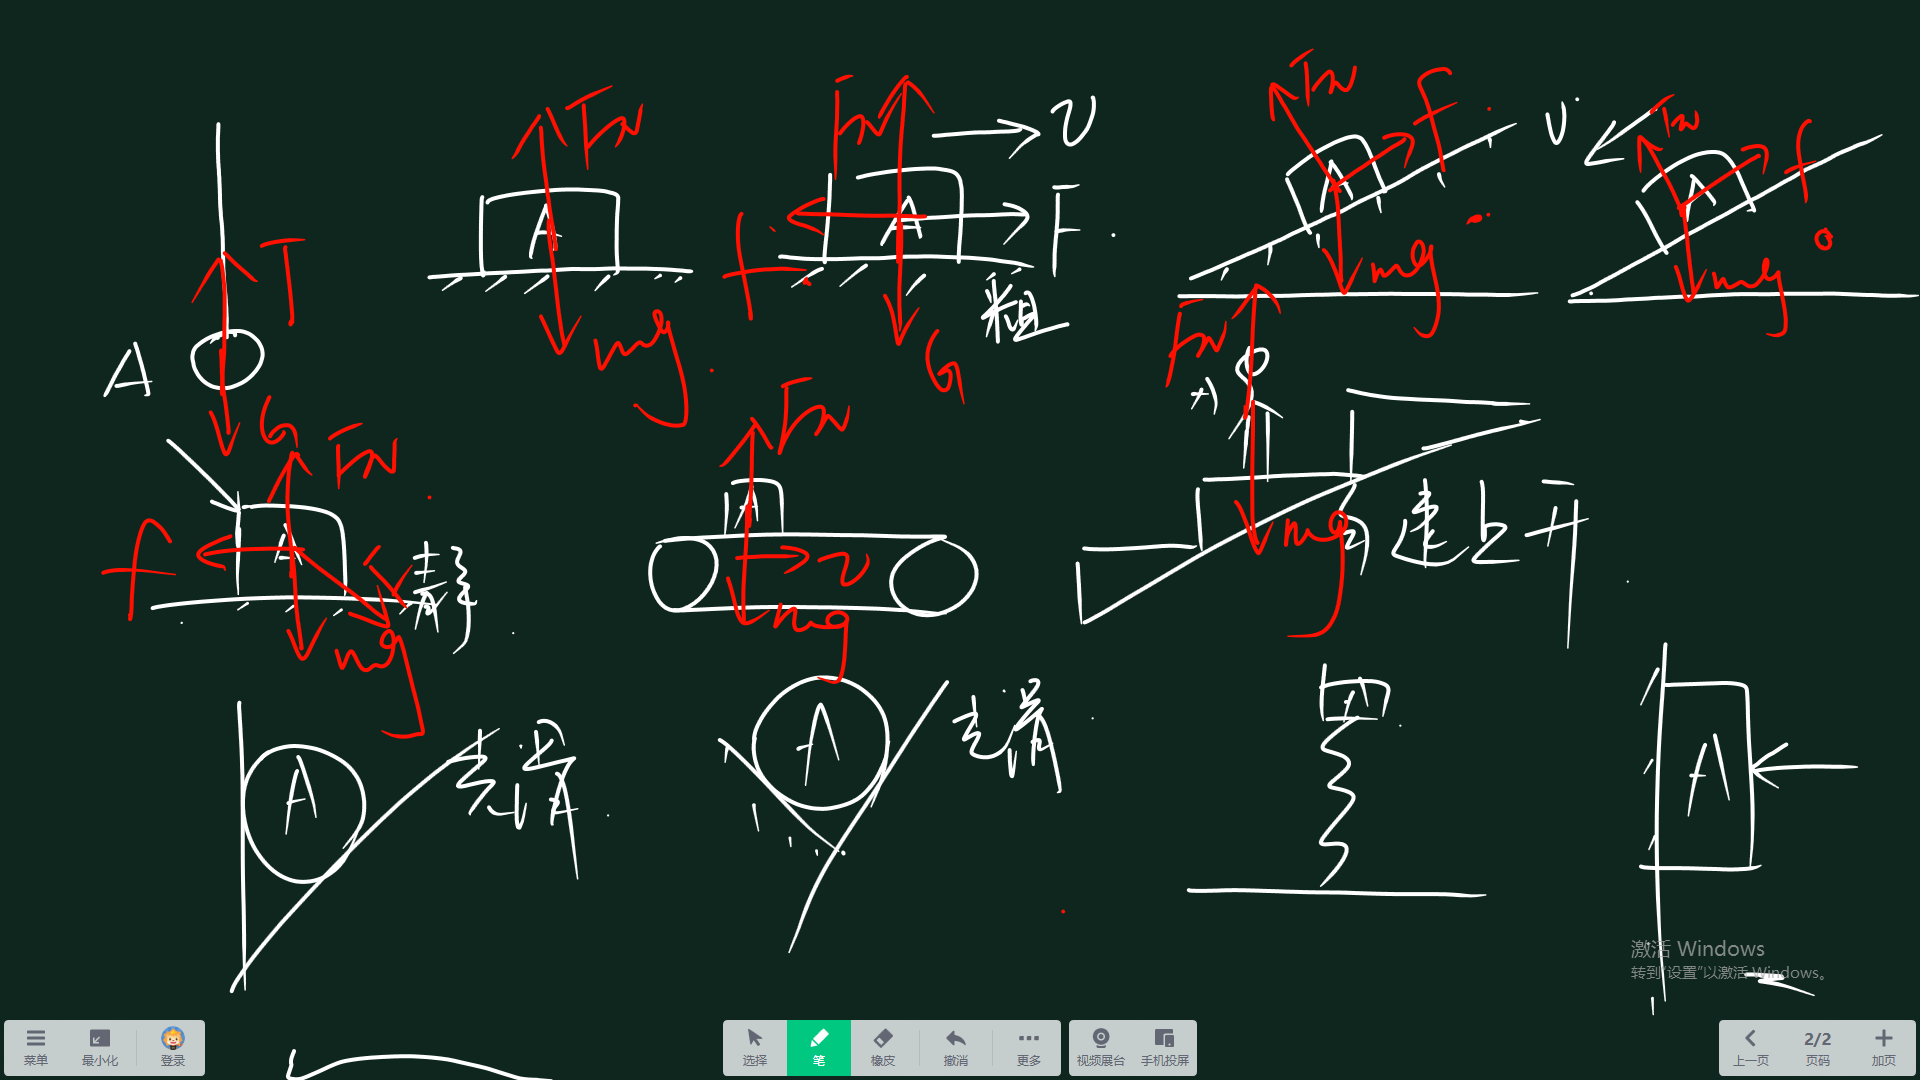 T
A
G
F_N
A
mg
F_N
A
f
v
F
粗
G
F_N
f
A
mg
v
F_N
f
A
mg
F_N
f
A
mg
静
F_N
A
v
mg
F_N
mg
匀速上开
A
光滑
A
光滑
A
A
激活 Windows
转到“设置”以激活 Windows。
菜单
最小化
登录
选择
笔
橡皮
撤消
更多
视频展台
手机投屏
上一页
2/2
页码
加页